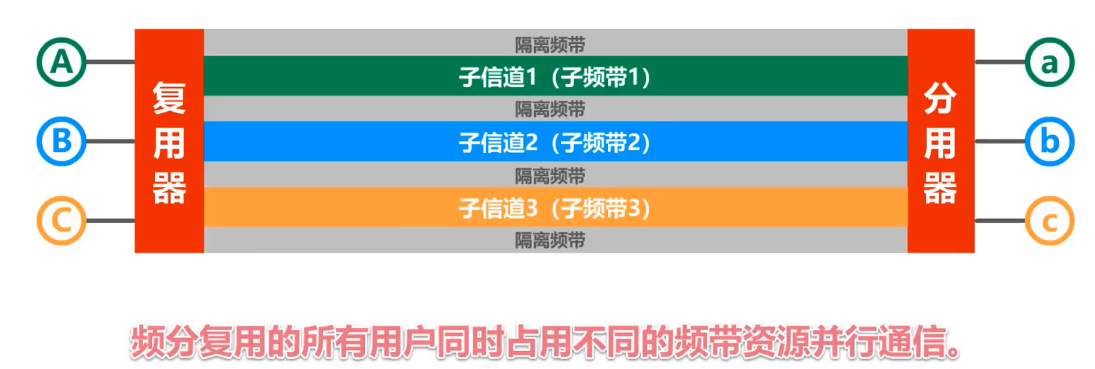 隔离频带
A
子信道1（子频带1）
a
隔离频带
复用器
B
子信道2（子频带2）
分用器
b
隔离频带
C
子信道3（子频带3）
c
隔离频带
频分复用的所有用户同时占用不同的频带资源并行通信。